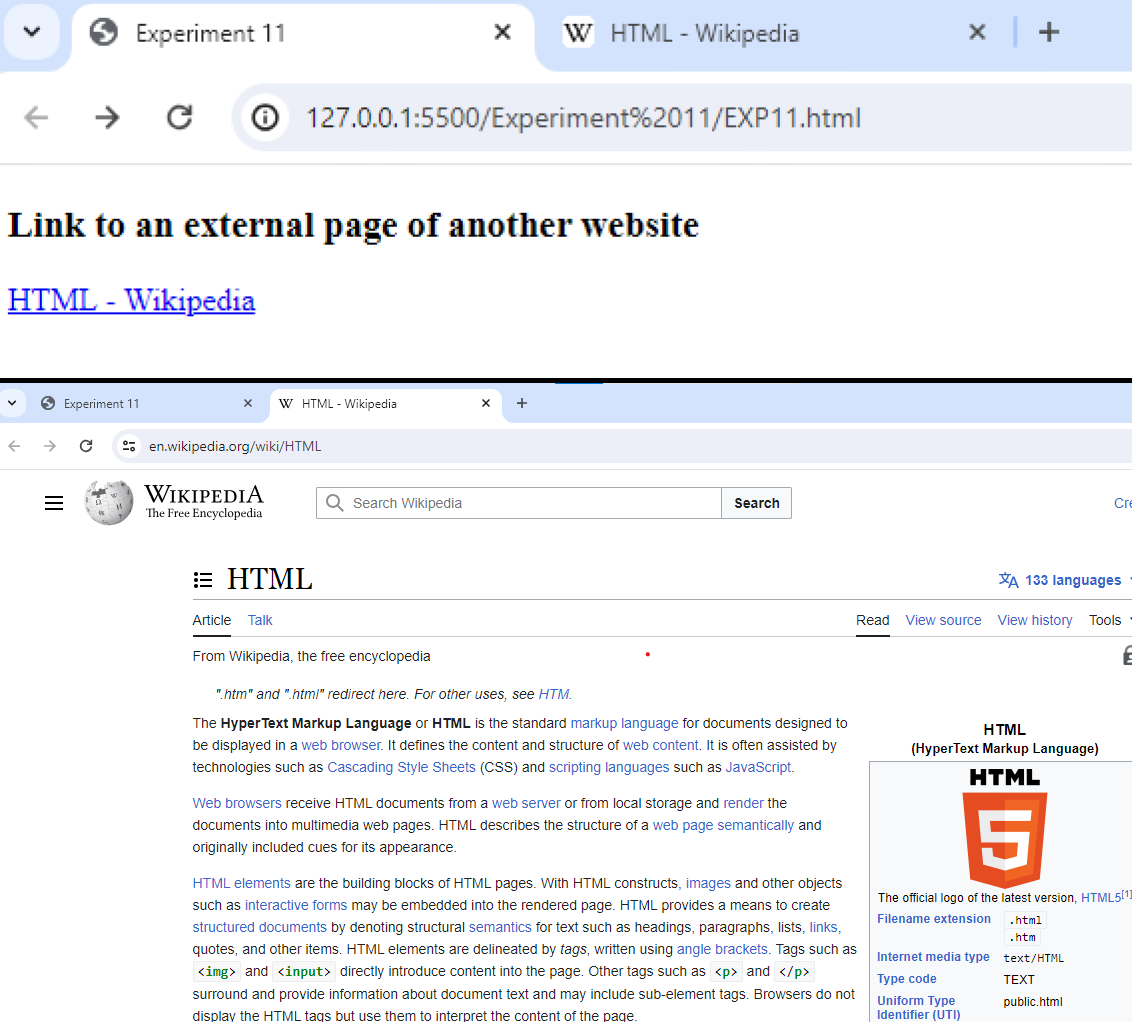 Experiment 11
HTML - Wikipedia
127.0.0.1:5500/Experiment%2011/EXP11.html
Link to an external page of another website
HTML - Wikipedia
Experiment 11
HTML - Wikipedia
en.wikipedia.org/wiki/HTML
WIKIPEDIA
The Free Encyclopedia
Search Wikipedia
Search
HTML
133 languages
Article Talk
Read View source View history Tools
From Wikipedia, the free encyclopedia
".htm" and ".html" redirect here. For other uses, see HTM.
The HyperText Markup Language or HTML is the standard markup language for documents designed to
be displayed in a web browser. It defines the content and structure of web content. It is often assisted by
technologies such as Cascading Style Sheets (CSS) and scripting languages such as JavaScript.
Web browsers receive HTML documents from a web server or from local storage and render the
documents into multimedia web pages. HTML describes the structure of a web page semantically and
originally included cues for its appearance.
HTML elements are the building blocks of HTML pages. With HTML constructs, images and other objects
such as interactive forms may be embedded into the rendered page. HTML provides a means to create
structured documents by denoting structural semantics for text such as headings, paragraphs, lists, links,
quotes, and other items. HTML elements are delineated by tags, written using angle brackets. Tags such as
<img> and <input> directly introduce content into the page. Other tags such as <p> and </p>
surround and provide information about document text and may include sub-element tags. Browsers do not
display the HTML tags but use them to interpret the content of the page.
HTML
(HyperText Markup Language)
HTML
5
The official logo of the latest version, HTML5[1]
Filename extension .html
.htm
Internet media type text/HTML
Type code TEXT
Uniform Type public.html
Identifier (UTI)